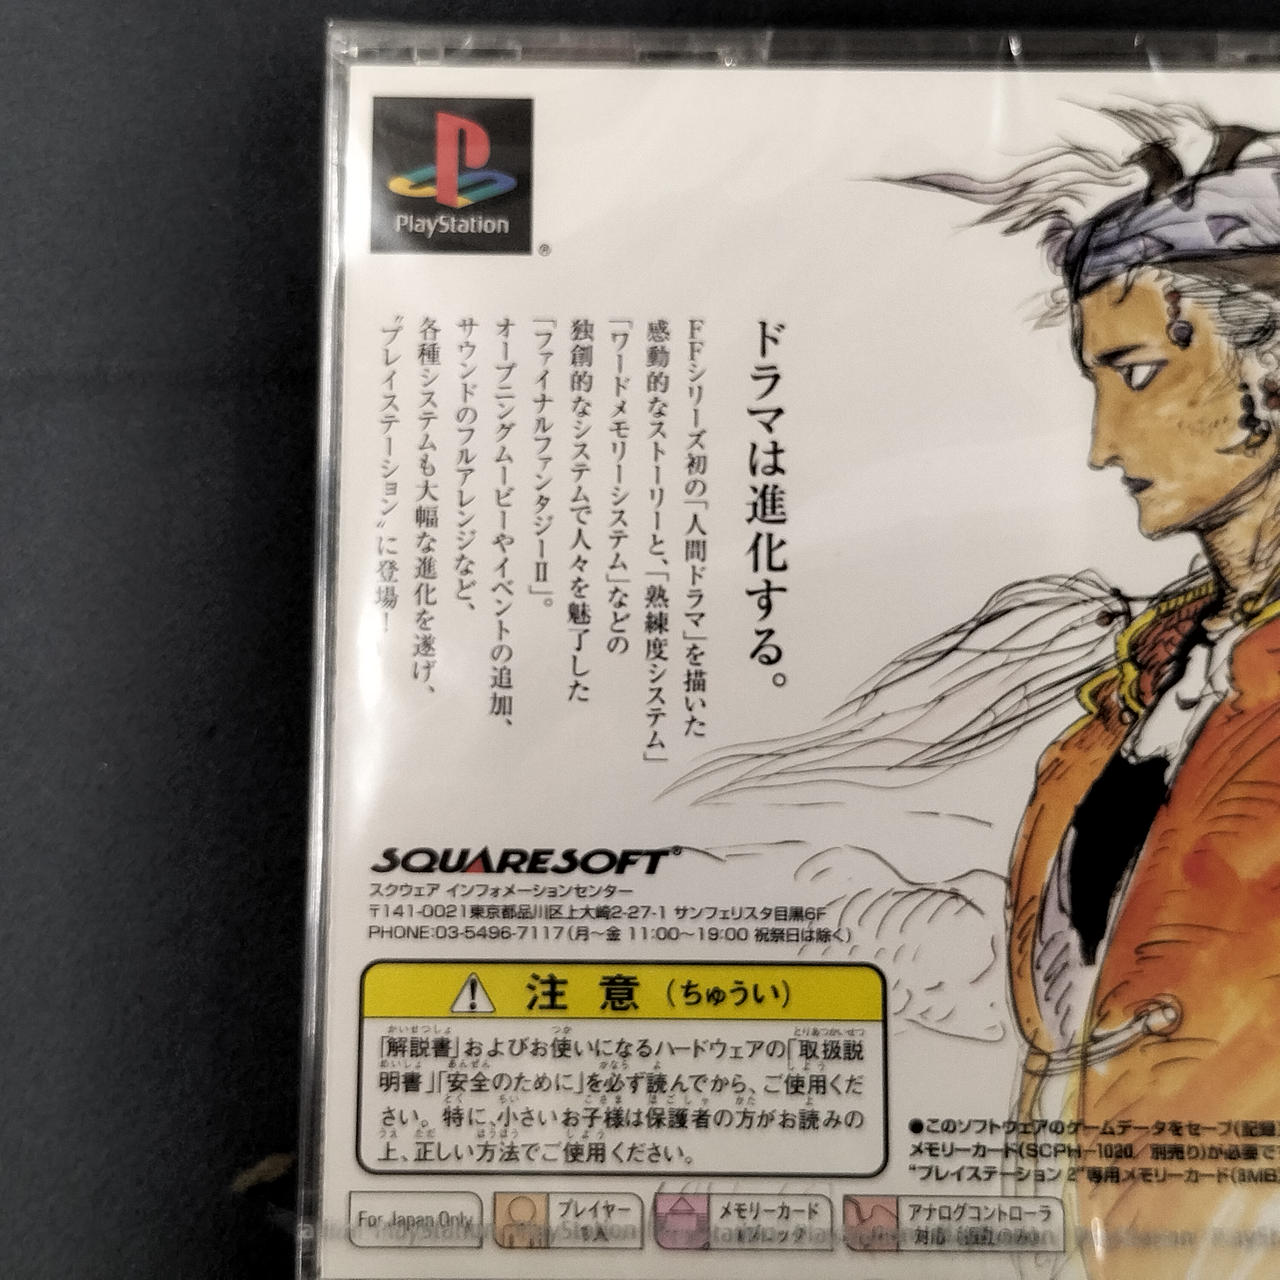 PlayStation
®
ドラマは進化する。
FFシリーズ初の「人間ドラマ」を描いた
感動的なストーリーと、「熟練度システム」
「ワードメモリーシステム」などの
独創的なシステムで人々を魅了した
「ファイナルファンタジーⅡ」。
オープニングムービーやイベントの追加、
サウンドのフルアレンジなど、
各種システムも大幅な進化を遂げ、
“プレイステーション”に登場！
SQUARESOFT®
スクウェア インフォメーションセンター
〒141-0021東京都品川区上大崎2-27-1 サンフェリスタ目黒6F
PHONE:03-5496-7117(月〜金 11:00〜19:00 祝祭日は除く)
注意(ちゅうい)
「解説書」およびお使いになるハードウェアの「取扱説
明書」「安全のために」を必ず読んでから、ご使用くだ
さい。特に、小さいお子様は保護者の方がお読みの
上、正しい方法でご使用ください。
●このソフトウェアのゲームデータをセーブ(記録)
メモリーカード(SCPH-1020/別売り)が必要で
“プレイステーション 2”専用メモリーカード(8MB)
For Japan Only
プレイヤー
メモリーカード
ブロック
アナログコントローラ
対応